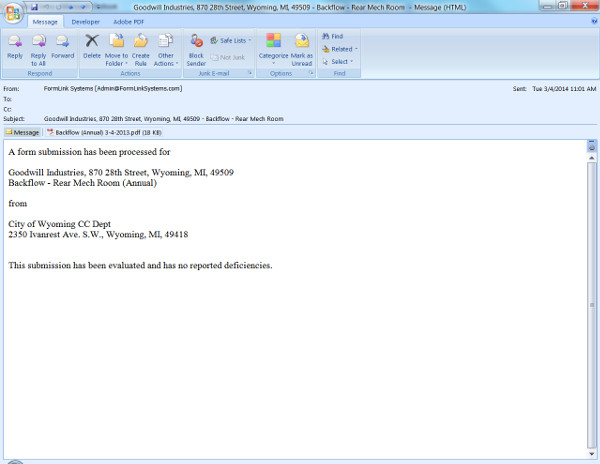 Goodwill Industries, 870 28th Street, Wyoming, MI, 49509 - Backflow - Rear Mech Room - Message (HTML)
Message Developer Adobe PDF
Reply Reply to All Forward Delete Move to Folder Create Rule Other Actions Block Sender Safe Lists Not Junk Categorize Options Mark as Unread Find Related Select
Respond Actions Junk E-mail Options Find
From: FormLink Systems [Admin@FormLinkSystems.com] Sent: Tue 3/4/2014 11:01 AM
To:
Cc:
Subject: Goodwill Industries, 870 28th Street, Wyoming, MI, 49509 - Backflow - Rear Mech Room
Message Backflow (Annual) 3-4-2013.pdf (18 KB)
A form submission has been processed for
Goodwill Industries, 870 28th Street, Wyoming, MI, 49509
Backflow - Rear Mech Room (Annual)
from
City of Wyoming CC Dept
2350 Ivanrest Ave. S.W., Wyoming, MI, 49418
This submission has been evaluated and has no reported deficiencies.